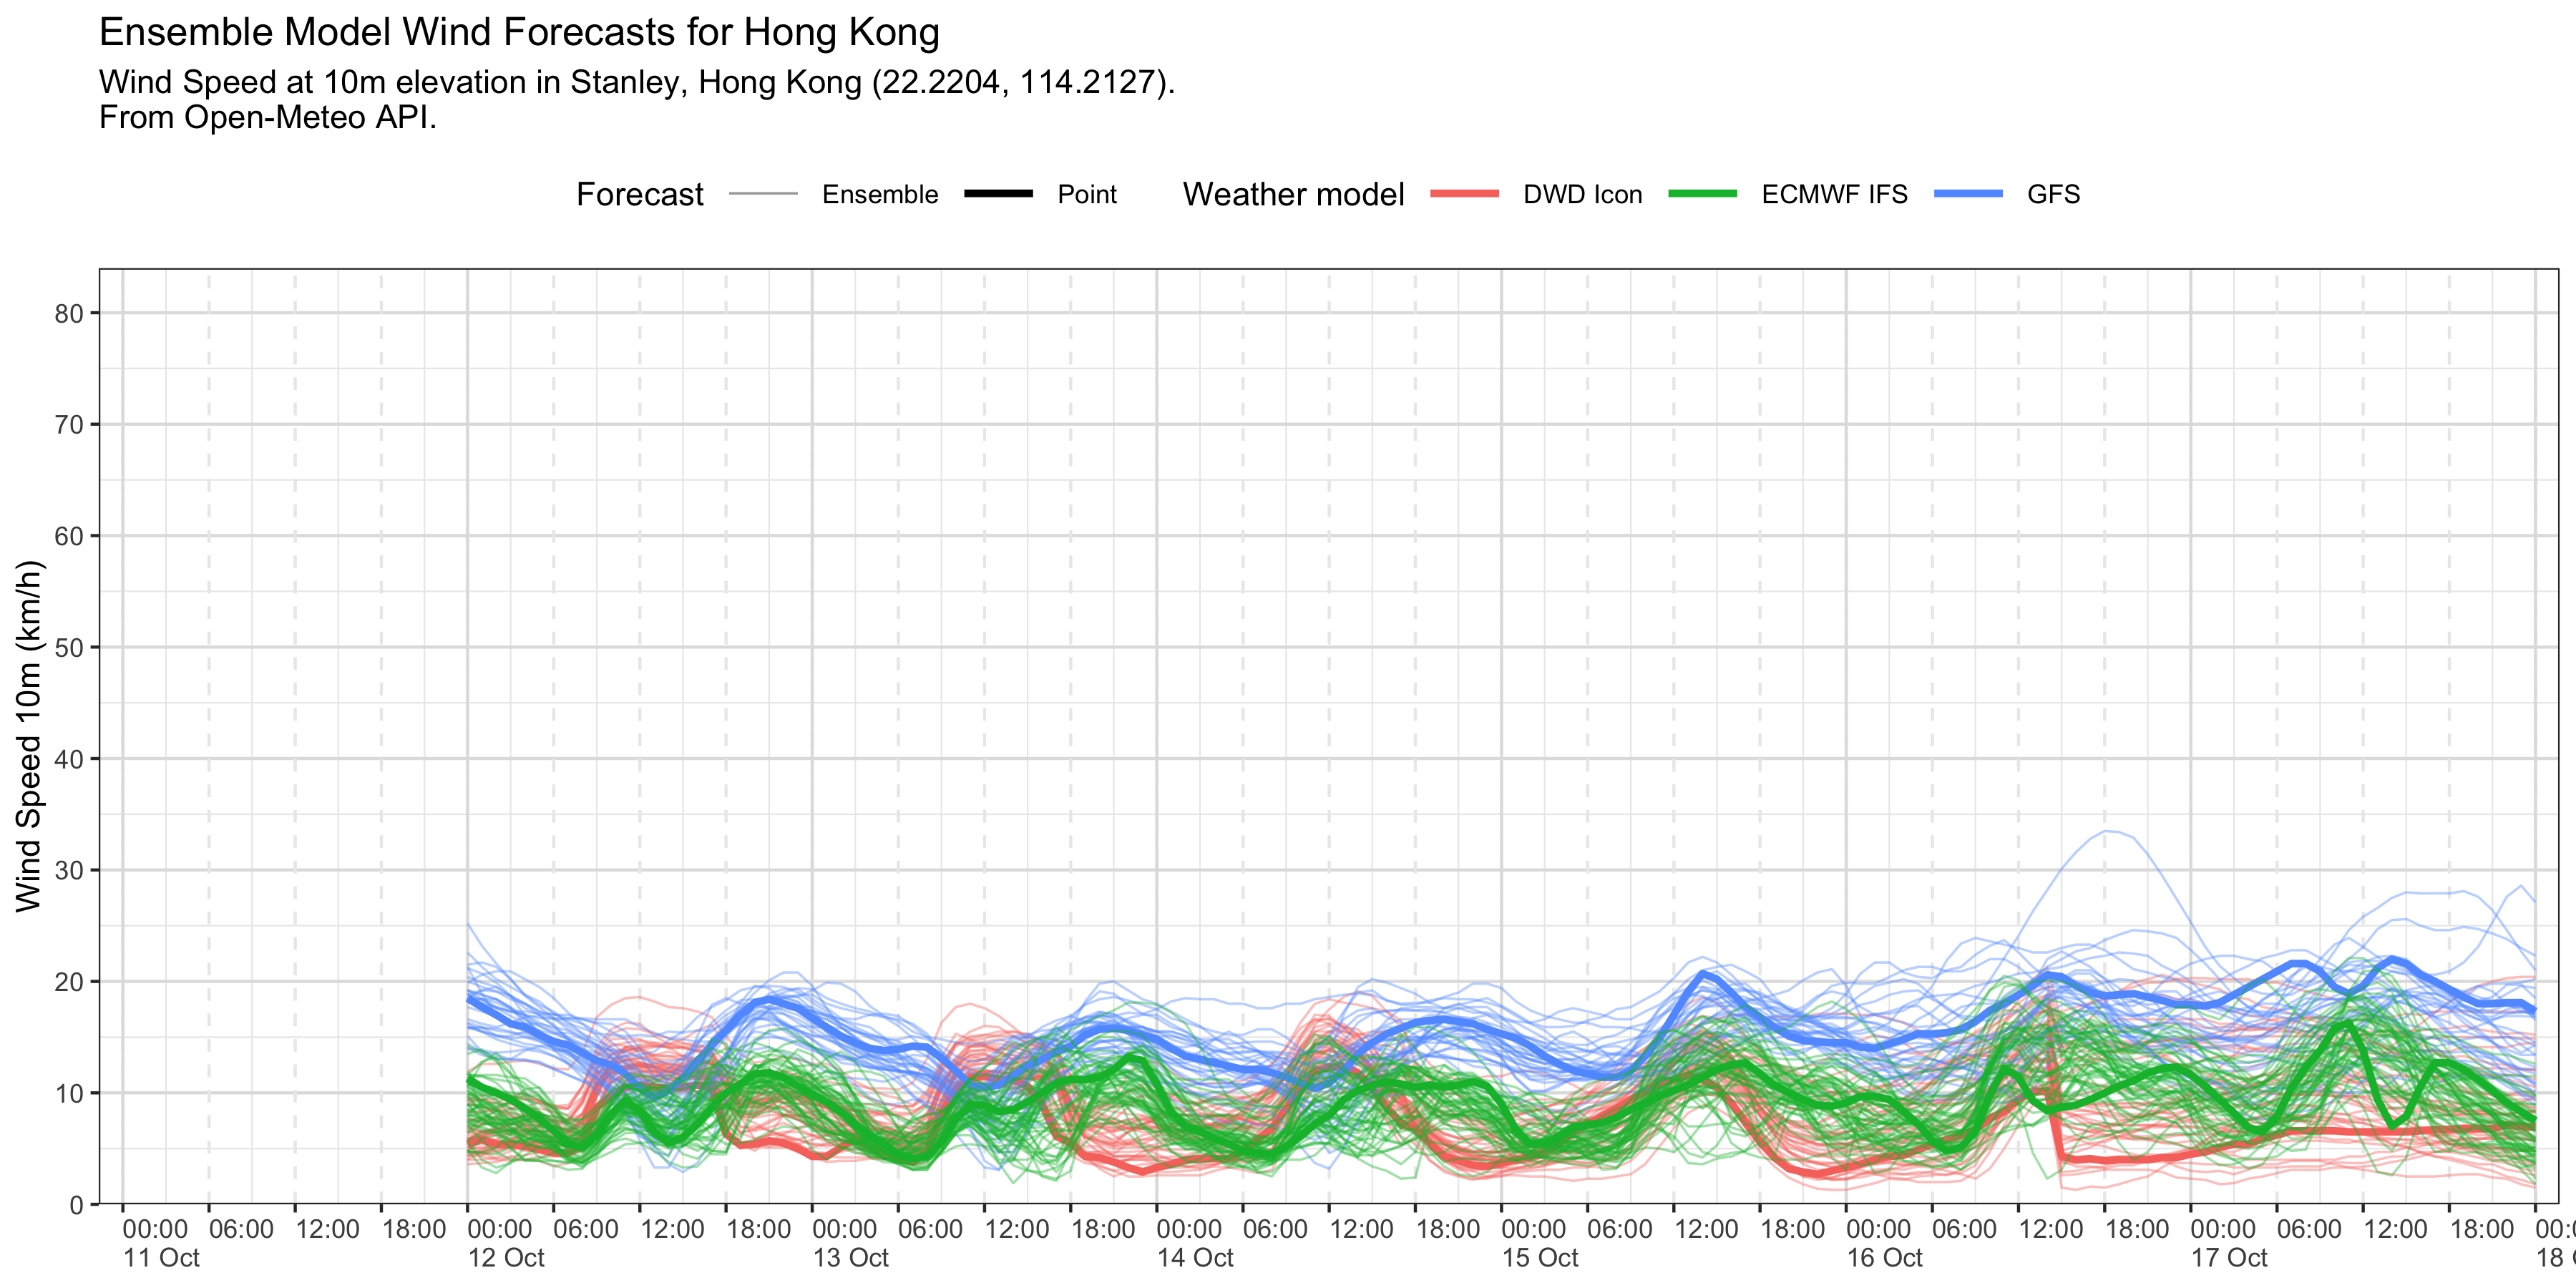 Ensemble Model Wind Forecasts for Hong Kong
Wind Speed at 10m elevation in Stanley, Hong Kong (22.2204, 114.2127).
From Open-Meteo API.
Forecast Ensemble Point Weather model DWD Icon ECMWF IFS GFS
Wind Speed 10m (km/h)
80
70
60
50
40
30
20
10
0
00:00 06:00 12:00 18:00 00:00 06:00 12:00 18:00 00:00 06:00 12:00 18:00 00:00 06:00 12:00 18:00 00:00 06:00 12:00 18:00 00:00 06:00 12:00 18:00 00:00 06:00 12:00 18:00
11 Oct 12 Oct 13 Oct 14 Oct 15 Oct 16 Oct 17 Oct 18